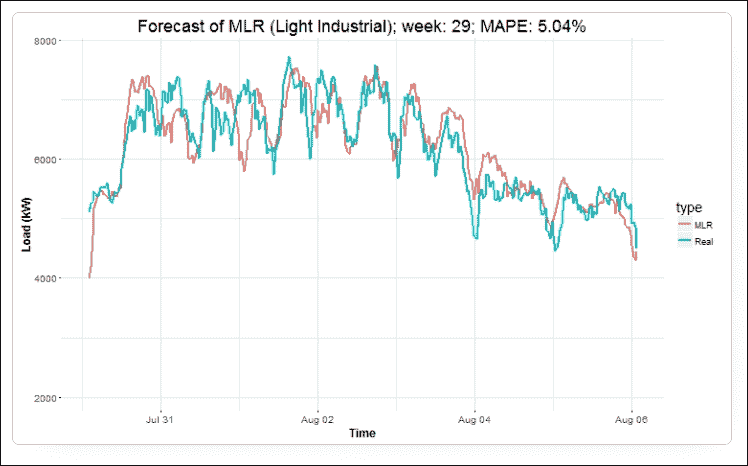 Forecast of MLR (Light Industrial); week: 29; MAPE: 5.04%
8000
6000
4000
2000
Load (kW)
Jul 31
Aug 02
Aug 04
Aug 06
Time
type
MLR
Real